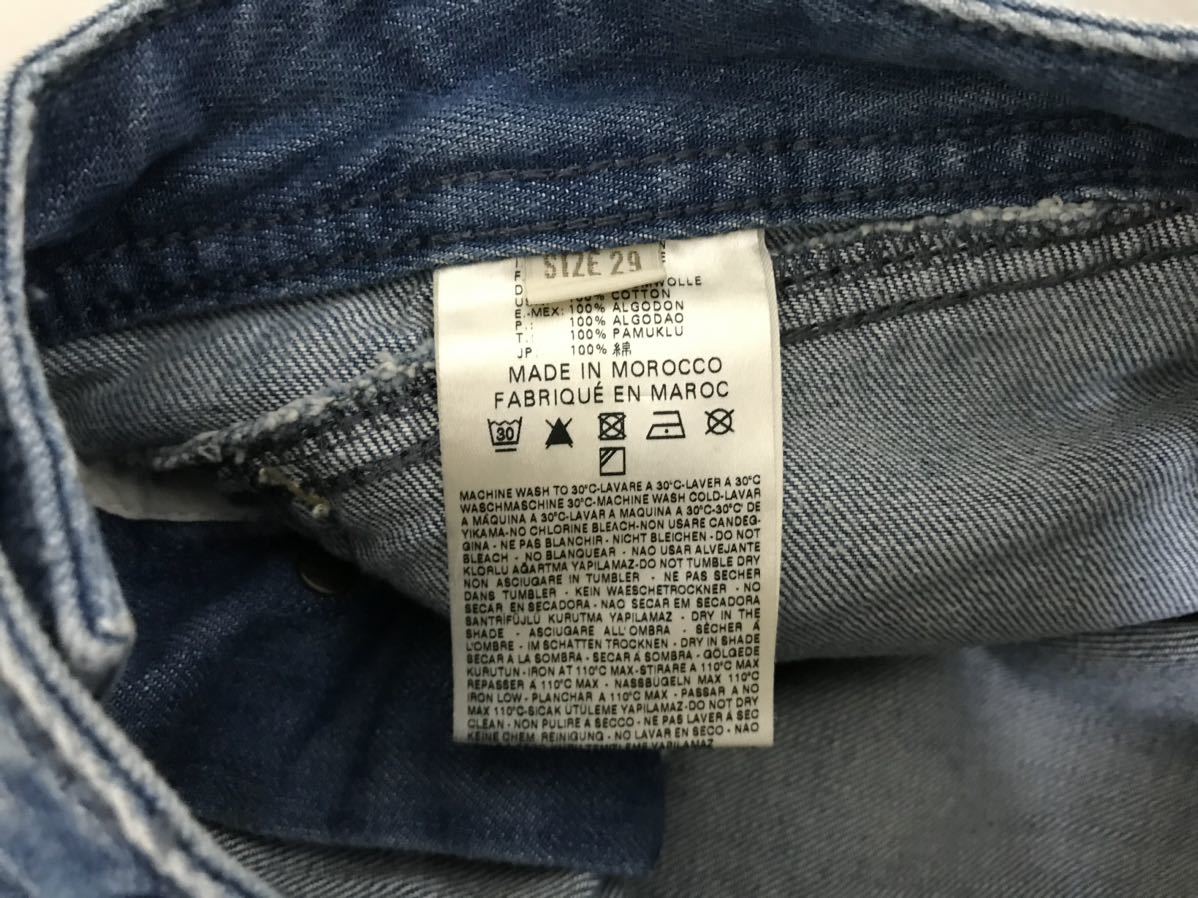 SIZE 29
F
D
WOLLE
U 100% COTTON
E.-MEX: 100% ALGODON
P.: 100% ALGODAO
T.: 100% PAMUKLU
JP. 100% 綿
MADE IN MOROCCO
FABRIQUÉ EN MAROC
30
MACHINE WASH TO 30°C-LAVARE A 30°C-LAVER A 30°C
WASCHMASCHINE 30°C-MACHINE WASH COLD-LAVAR
A MÁQUINA A 30°C-LAVAR A MAQUINA A 30°C-30°C' DE
YIKAMA-NO CHLORINE BLEACH-NON USARE CANDEG-
GINA - NE PAS BLANCHIR - NICHT BLEICHEN - DO NOT
BLEACH - NO BLANQUEAR - NAO USAR ALVEJANTE
KLORLU AĞARTMA YAPILAMAZ-DO NOT TUMBLE DRY
NON ASCIUGARE IN TUMBLER - NE PAS SECHER
DANS TUMBLER - KEIN WAESCHETROCKNER - NO
SECAR EN SECADORA - NAO SECAR EM SECADORA
SANTRİFÜJLÜ KURUTMA YAPILAMAZ - DRY IN THE
SHADE - ASCIUGARE ALL'OMBRA - SÉCHER Á
L'OMBRE - IM SCHATTEN TROCKNEN - DRY IN SHADE
SECAR A LA SOMBRA - SECAR Á SOMBRA - GÖLGEDE
KURUTUN-IRON AT 110°C MAX-STIRARE A 110°C MAX
REPASSER Á 110°C MAX - NASSBÜGELN MAX 110°C
IRON LOW - PLANCHAR A 110°C MAX - PASSAR A NO
MAX 110°C-SICAK ÜTÜLEME YAPILAMAZ-DO NOT DRY
CLEAN - NON PULIRE A SECCO - NE PAS LAVER Á SEC
KEINE CHEM. REINIGUNG - NO LAVAR EN SECO - NAO
YAPILAMAZ